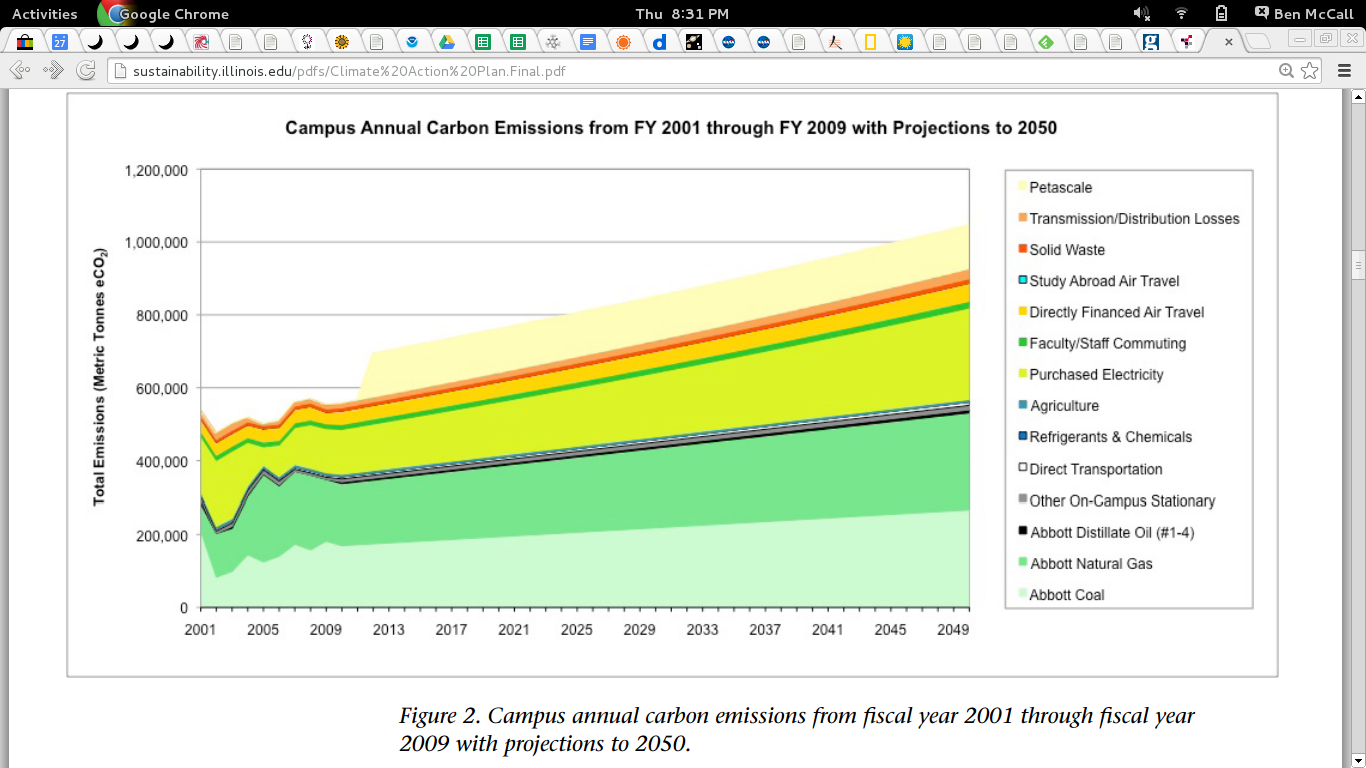 Activities
Google Chrome
Thu 8:31 PM
Ben McCall
27
sustainability.illinois.edu/pdfs/Climate%20Action%20Plan.Final.pdf
Campus Annual Carbon Emissions from FY 2001 through FY 2009 with Projections to 2050
Total Emissions (Metric Tonnes eCO₂)
1,200,000
1,000,000
800,000
600,000
400,000
200,000
0
2001 2005 2009 2013 2017 2021 2025 2029 2033 2037 2041 2045 2049
Petascale
Transmission/Distribution Losses
Solid Waste
Study Abroad Air Travel
Directly Financed Air Travel
Faculty/Staff Commuting
Purchased Electricity
Agriculture
Refrigerants & Chemicals
Direct Transportation
Other On-Campus Stationary
Abbott Distillate Oil (#1-4)
Abbott Natural Gas
Abbott Coal
Figure 2. Campus annual carbon emissions from fiscal year 2001 through fiscal year
2009 with projections to 2050.